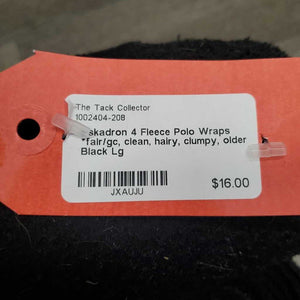 The Tack Collector
1002404-208
skadron 4 Fleece Polo Wraps
*fair/gc, clean, hairy, clumpy, older
Black Lg
$16.00
JXAUJU